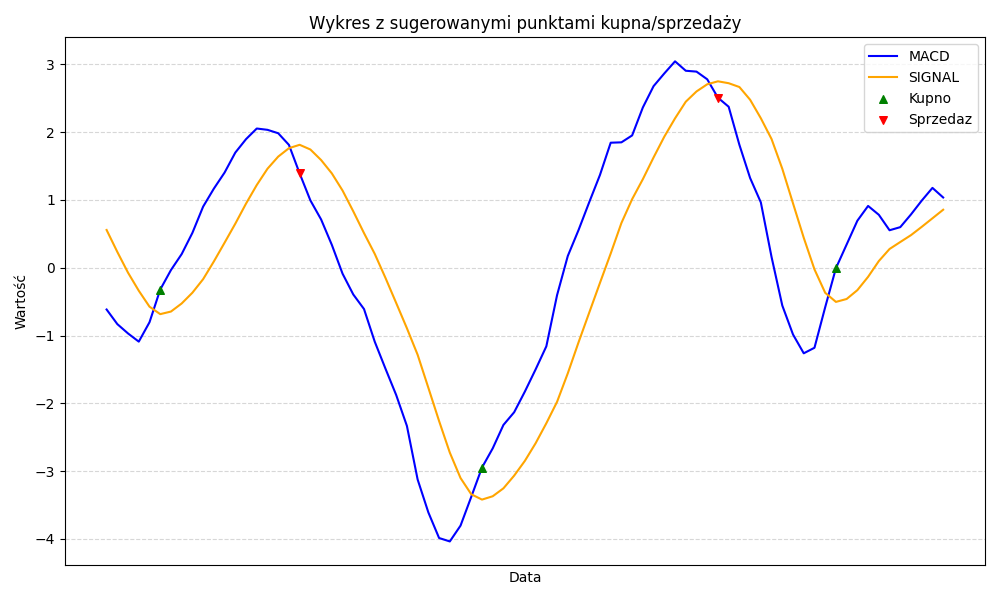 Wykres z sugerowanymi punktami kupna/sprzedaży
MACD
SIGNAL
Kupno
Sprzedaz
Wartość
3
2
1
0
−1
−2
−3
−4
Data